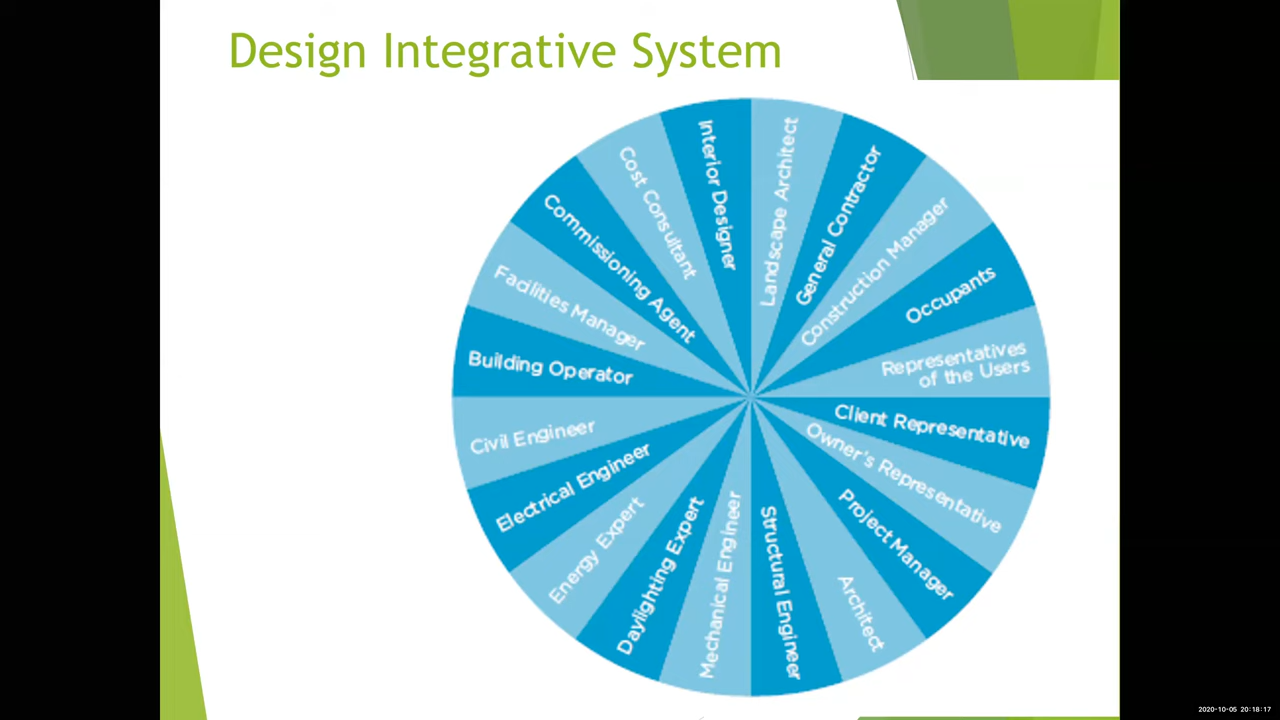 Design Integrative System
Landscape Architect
General Contractor
Construction Manager
Occupants
Representatives
of the Users
Client Representative
Owner's Representative
Project Manager
Architect
Structural Engineer
Mechanical Engineer
Daylighting Expert
Energy Expert
Electrical Engineer
Civil Engineer
Building Operator
Facilities Manager
Commissioning Agent
Cost Consultant
Interior Designer
2020-10-05 20:18:17